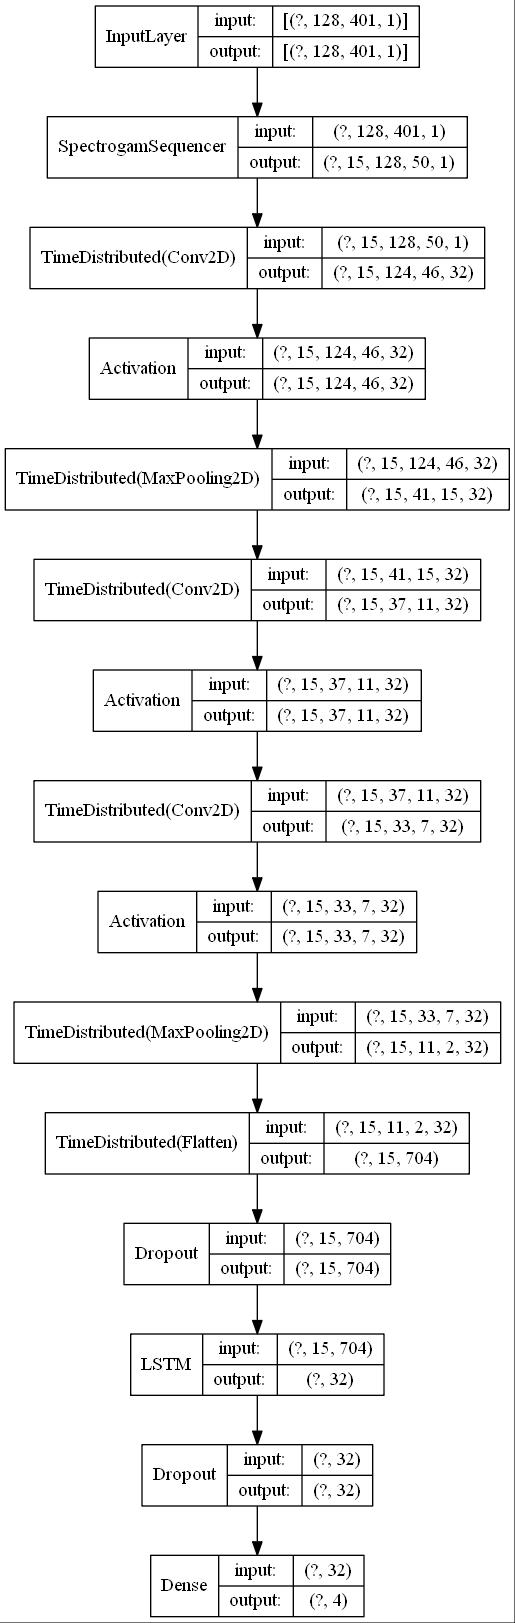 InputLayer
input: [(?, 128, 401, 1)]
output: [(?, 128, 401, 1)]
SpectrogamSequencer
input: (?, 128, 401, 1)
output: (?, 15, 128, 50, 1)
TimeDistributed(Conv2D)
input: (?, 15, 128, 50, 1)
output: (?, 15, 124, 46, 32)
Activation
input: (?, 15, 124, 46, 32)
output: (?, 15, 124, 46, 32)
TimeDistributed(MaxPooling2D)
input: (?, 15, 124, 46, 32)
output: (?, 15, 41, 15, 32)
TimeDistributed(Conv2D)
input: (?, 15, 41, 15, 32)
output: (?, 15, 37, 11, 32)
Activation
input: (?, 15, 37, 11, 32)
output: (?, 15, 37, 11, 32)
TimeDistributed(Conv2D)
input: (?, 15, 37, 11, 32)
output: (?, 15, 33, 7, 32)
Activation
input: (?, 15, 33, 7, 32)
output: (?, 15, 33, 7, 32)
TimeDistributed(MaxPooling2D)
input: (?, 15, 33, 7, 32)
output: (?, 15, 11, 2, 32)
TimeDistributed(Flatten)
input: (?, 15, 11, 2, 32)
output: (?, 15, 704)
Dropout
input: (?, 15, 704)
output: (?, 15, 704)
LSTM
input: (?, 15, 704)
output: (?, 32)
Dropout
input: (?, 32)
output: (?, 32)
Dense
input: (?, 32)
output: (?, 4)